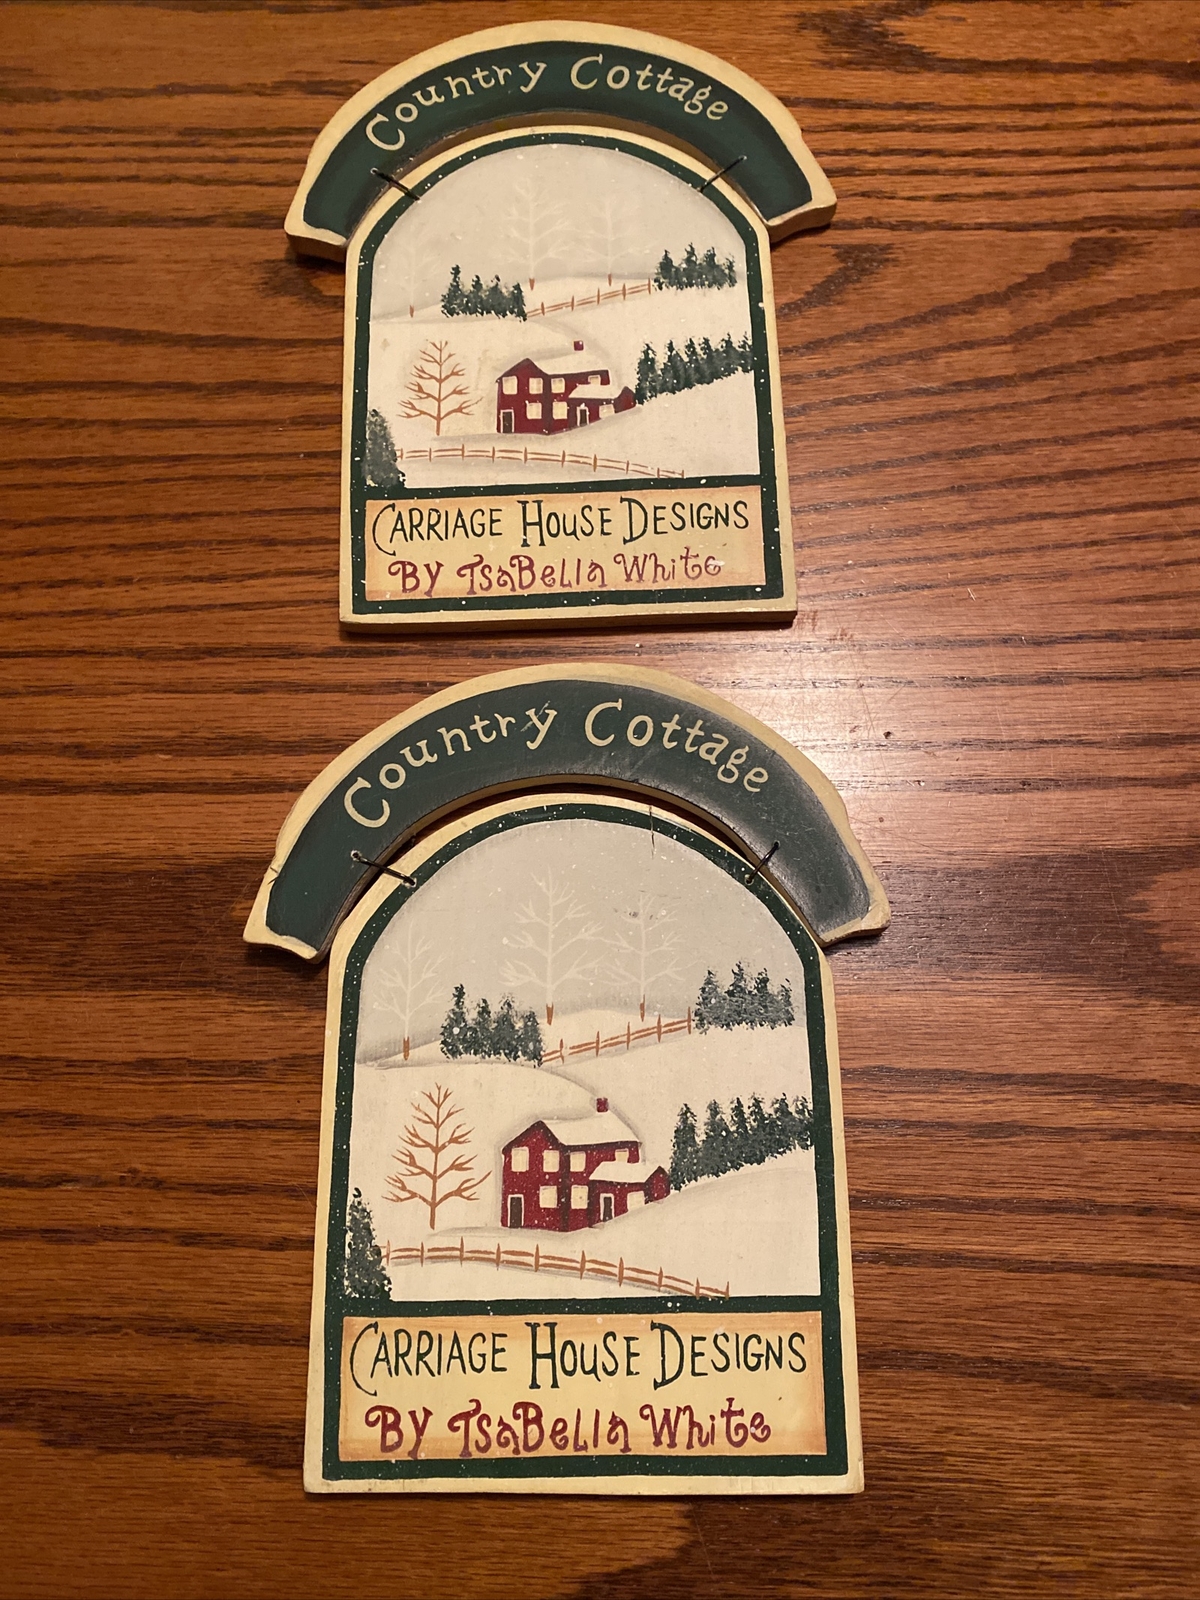 Country Cottage
CARRIAGE HOUSE DESIGNS
By IsaBella White
Country Cottage
CARRIAGE HOUSE DESIGNS
By IsaBella White